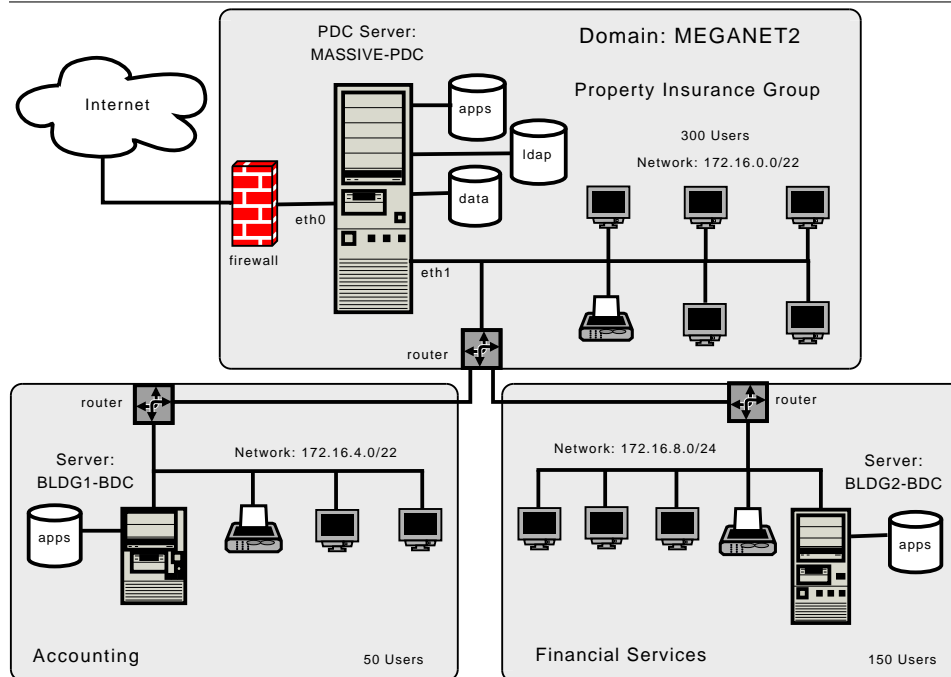 PDC Server:
MASSIVE-PDC
Domain: MEGANET2
Internet
Property Insurance Group
apps
300 Users
ldap
Network: 172.16.0.0/22
data
eth0
firewall
eth1
router
router
router
Network: 172.16.4.0/22
Server:
BLDG1-BDC
apps
Network: 172.16.8.0/24
Server:
BLDG2-BDC
apps
Accounting
50 Users
Financial Services
150 Users